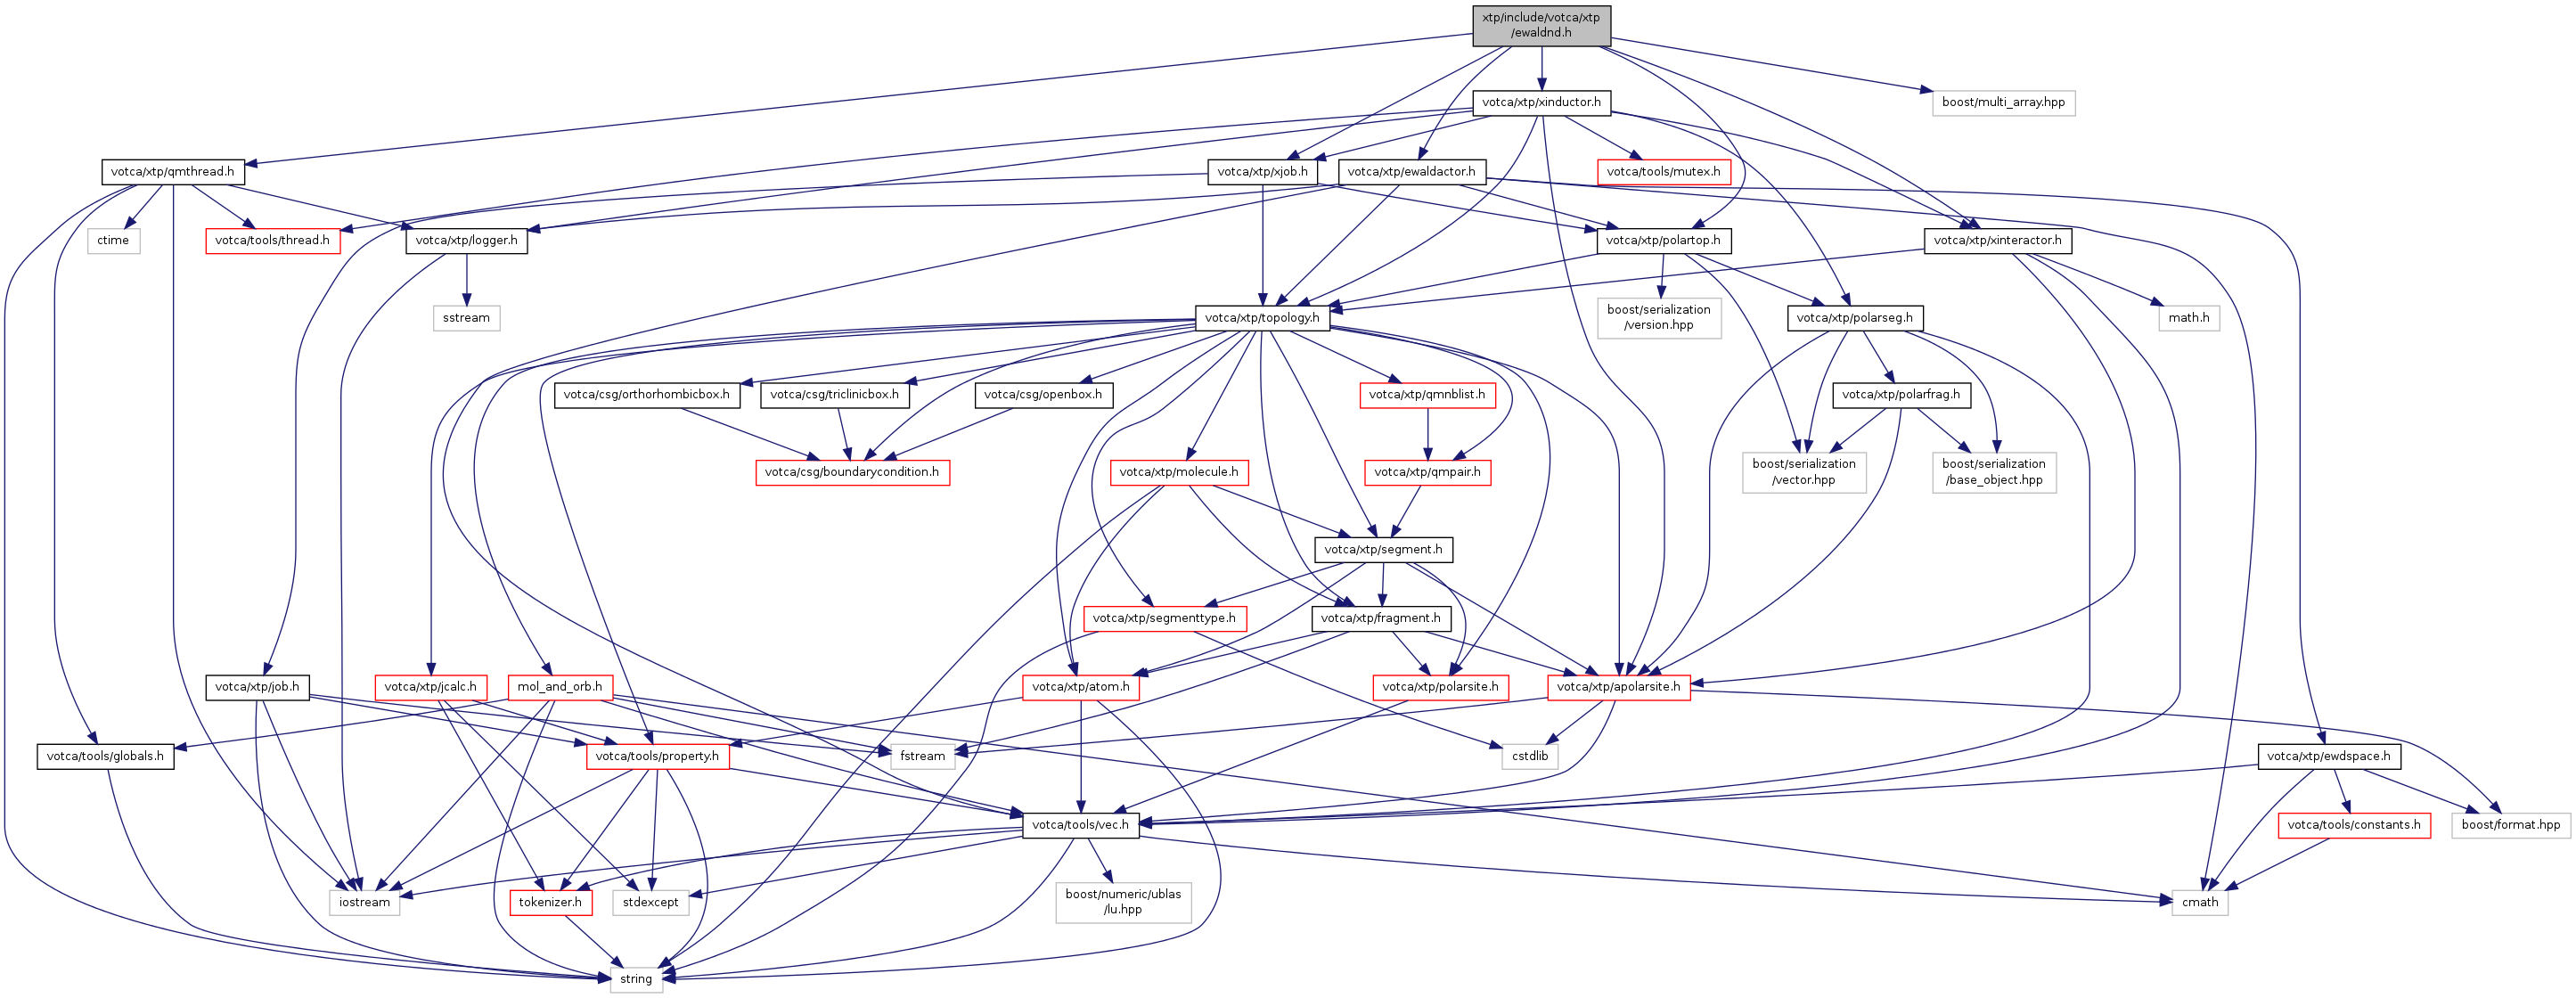 xtp/include/votca/xtp
/ewaldnd.h
votca/xtp/xinductor.h
boost/multi_array.hpp
votca/xtp/qmthread.h
votca/xtp/xjob.h
votca/xtp/ewaldactor.h
votca/tools/mutex.h
ctime
votca/tools/thread.h
votca/xtp/logger.h
votca/xtp/polartop.h
votca/xtp/xinteractor.h
sstream
votca/xtp/topology.h
boost/serialization
/version.hpp
votca/xtp/polarseg.h
math.h
votca/csg/orthorhombicbox.h
votca/csg/triclinicbox.h
votca/csg/openbox.h
votca/xtp/qmnblist.h
votca/xtp/polarfrag.h
votca/csg/boundarycondition.h
votca/xtp/molecule.h
votca/xtp/qmpair.h
boost/serialization
/vector.hpp
boost/serialization
/base_object.hpp
votca/xtp/segment.h
votca/xtp/segmenttype.h
votca/xtp/fragment.h
votca/xtp/job.h
votca/xtp/jcalc.h
mol_and_orb.h
votca/xtp/atom.h
votca/xtp/polarsite.h
votca/xtp/apolarsite.h
votca/tools/globals.h
votca/tools/property.h
fstream
cstdlib
votca/xtp/ewdspace.h
votca/tools/vec.h
votca/tools/constants.h
boost/format.hpp
iostream
tokenizer.h
stdexcept
boost/numeric/ublas
/lu.hpp
cmath
string